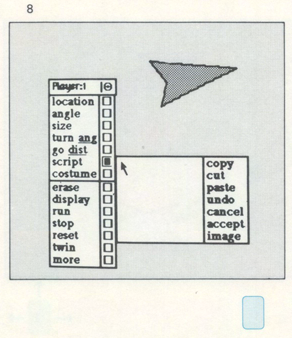 8
Player:1
location
angle
size
turn ang
go dist
script
costume
erase
display
run
stop
reset
twin
more
copy
cut
paste
undo
cancel
accept
image